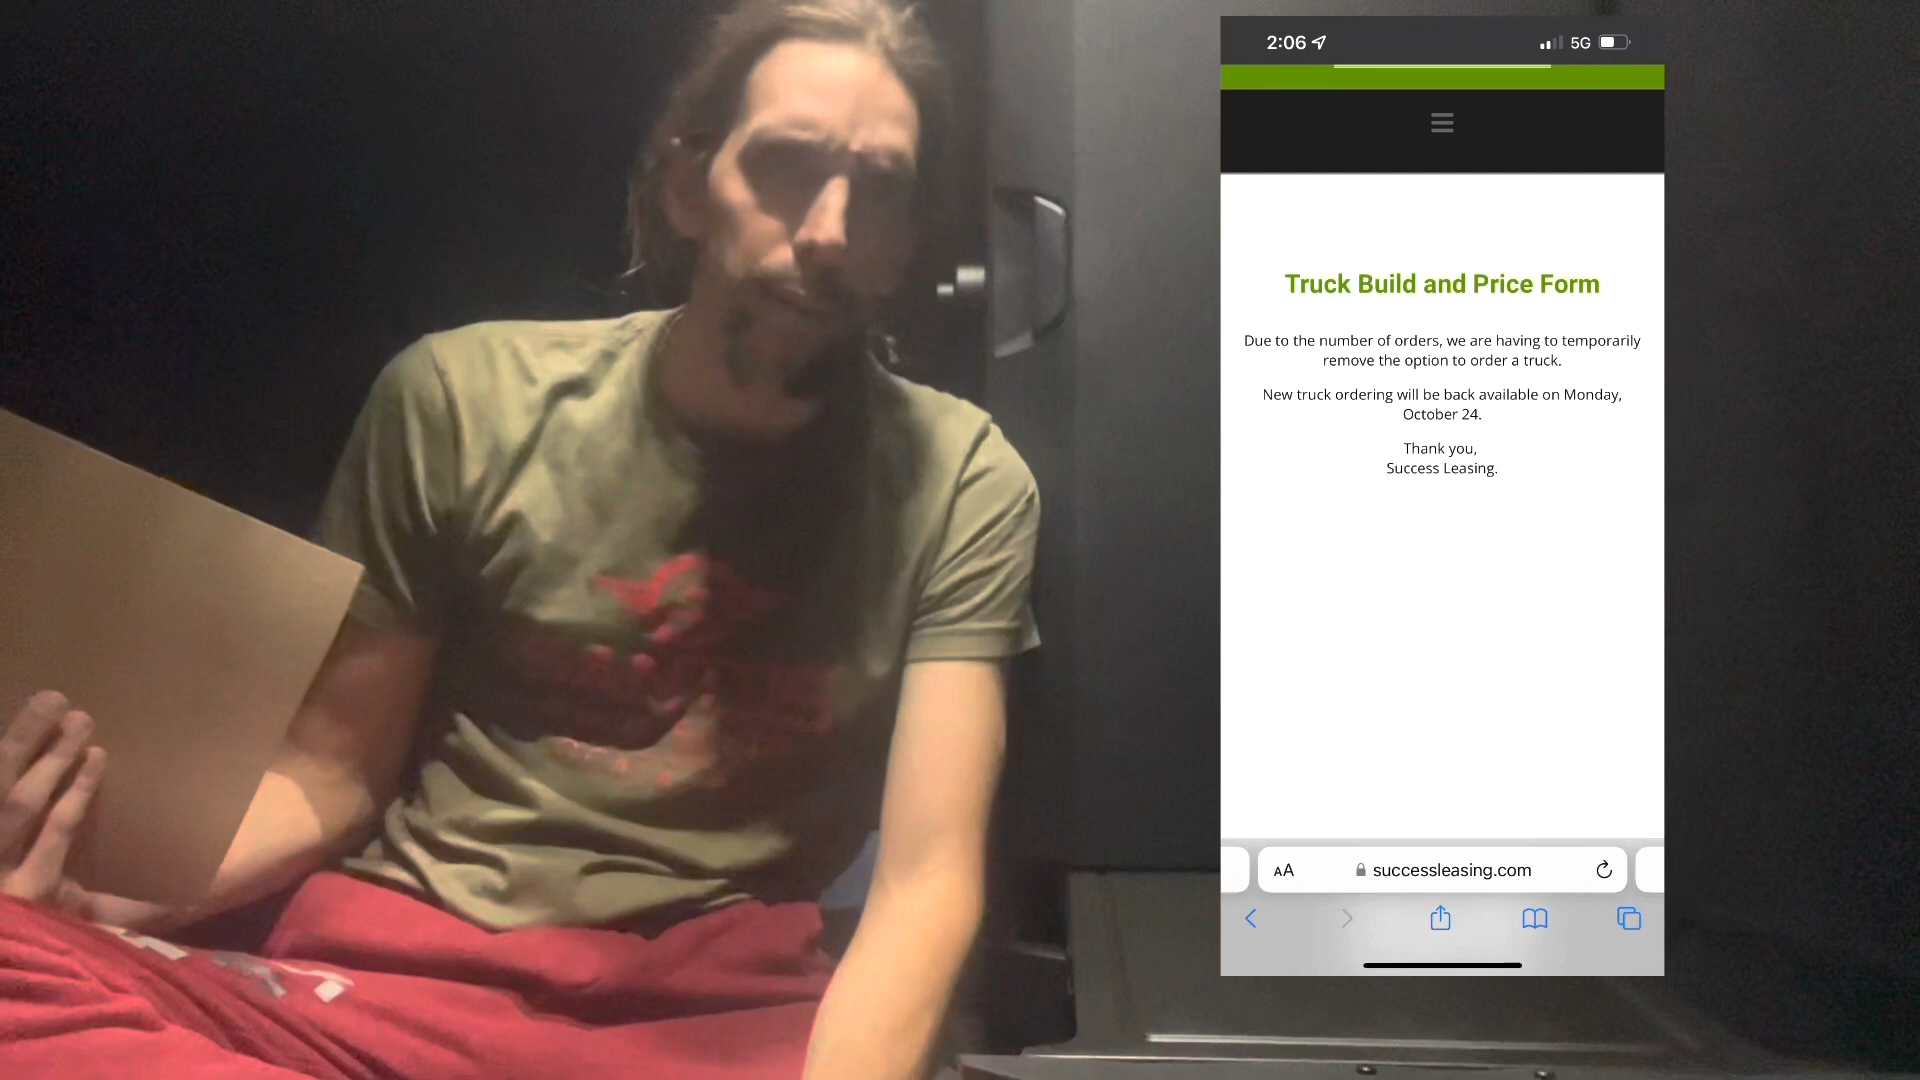 2:06
5G
Truck Build and Price Form
Due to the number of orders, we are having to temporarily
remove the option to order a truck.
New truck ordering will be back available on Monday,
October 24.
Thank you,
Success Leasing.
AA
successleasing.com